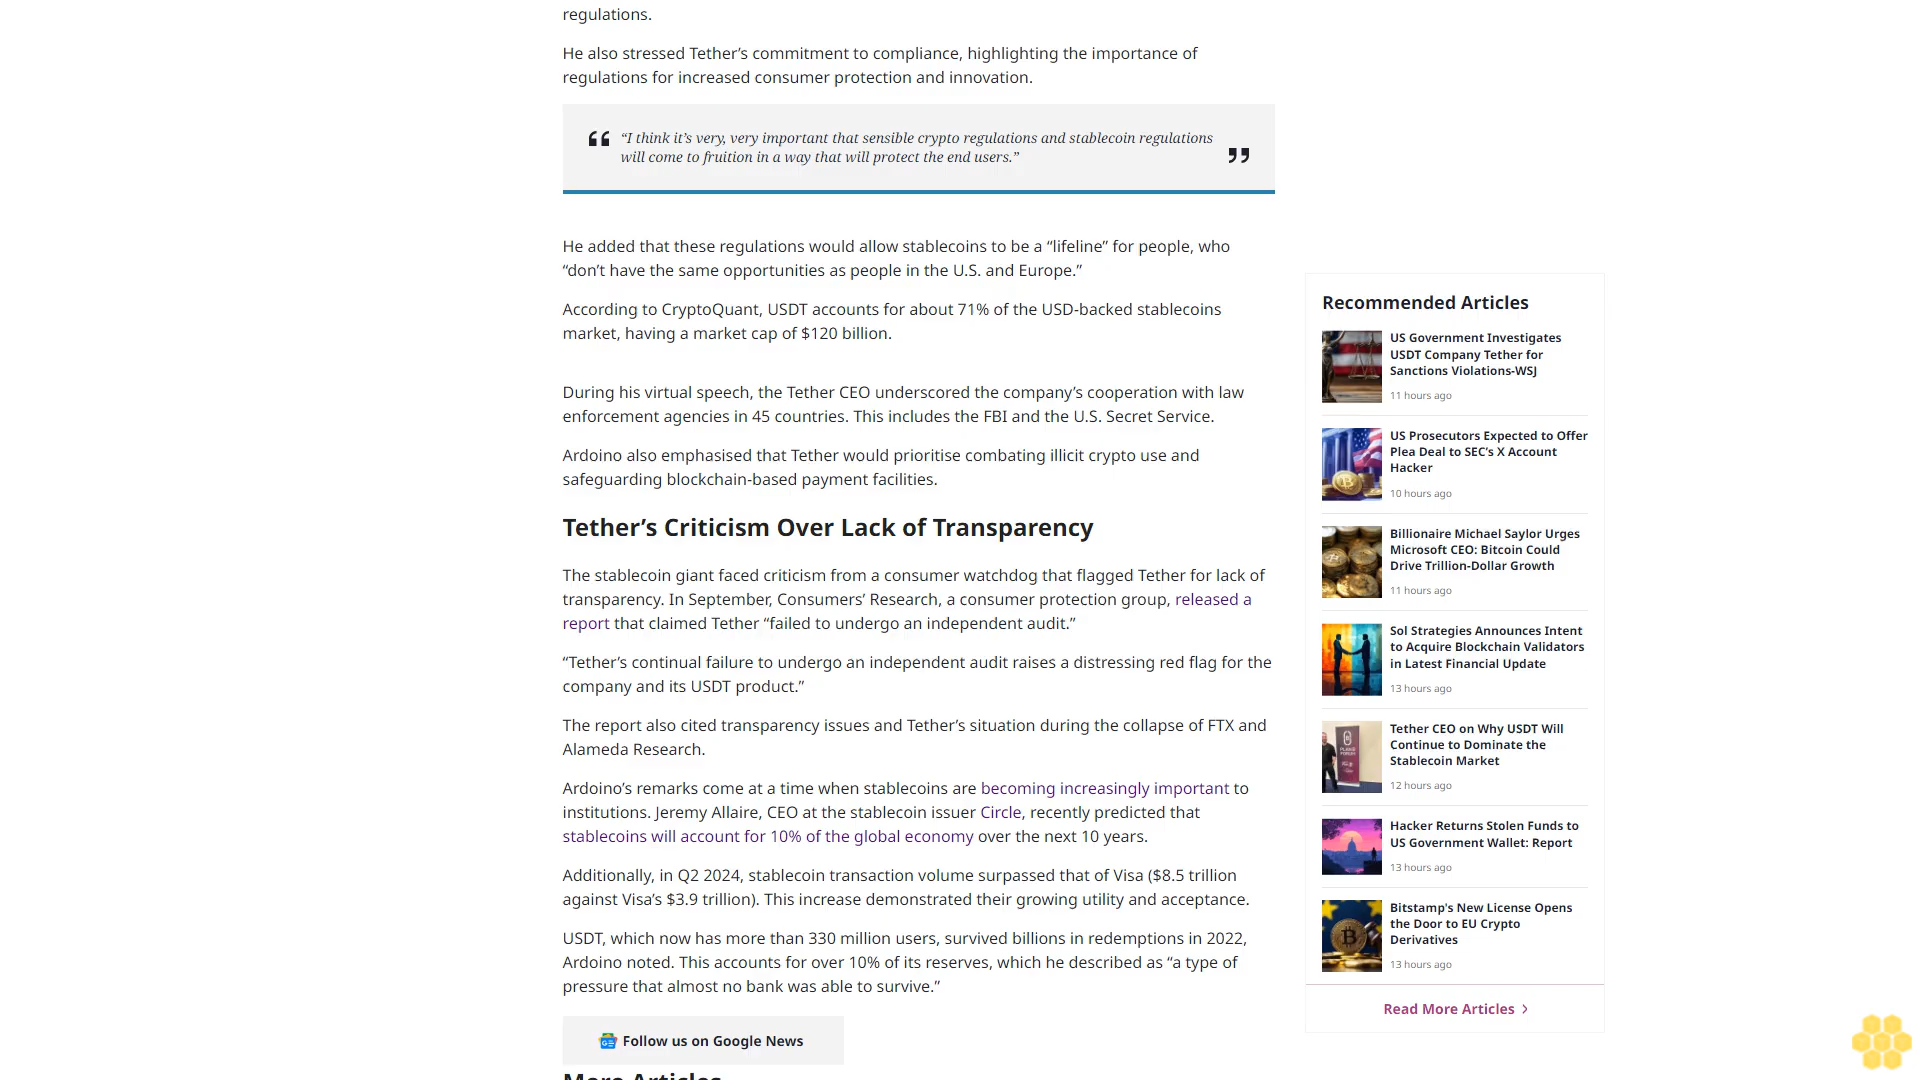 regulations.
He also stressed Tether’s commitment to compliance, highlighting the importance of
regulations for increased consumer protection and innovation.
“I think it’s very, very important that sensible crypto regulations and stablecoin regulations
will come to fruition in a way that will protect the end users.”
He added that these regulations would allow stablecoins to be a “lifeline” for people, who
“don’t have the same opportunities as people in the U.S. and Europe.”
According to CryptoQuant, USDT accounts for about 71% of the USD-backed stablecoins
market, having a market cap of $120 billion.
During his virtual speech, the Tether CEO underscored the company’s cooperation with law
enforcement agencies in 45 countries. This includes the FBI and the U.S. Secret Service.
Ardoino also emphasised that Tether would prioritise combating illicit crypto use and
safeguarding blockchain-based payment facilities.
Tether’s Criticism Over Lack of Transparency
The stablecoin giant faced criticism from a consumer watchdog that flagged Tether for lack of
transparency. In September, Consumers’ Research, a consumer protection group, released a
report that claimed Tether “failed to undergo an independent audit.”
“Tether’s continual failure to undergo an independent audit raises a distressing red flag for the
company and its USDT product.”
The report also cited transparency issues and Tether’s situation during the collapse of FTX and
Alameda Research.
Ardoino’s remarks come at a time when stablecoins are becoming increasingly important to
institutions. Jeremy Allaire, CEO at the stablecoin issuer Circle, recently predicted that
stablecoins will account for 10% of the global economy over the next 10 years.
Additionally, in Q2 2024, stablecoin transaction volume surpassed that of Visa ($8.5 trillion
against Visa’s $3.9 trillion). This increase demonstrated their growing utility and acceptance.
USDT, which now has more than 330 million users, survived billions in redemptions in 2022,
Ardoino noted. This accounts for over 10% of its reserves, which he described as “a type of
pressure that almost no bank was able to survive.”
Follow us on Google News
More Articles
Recommended Articles
US Government Investigates
USDT Company Tether for
Sanctions Violations-WSJ
11 hours ago
US Prosecutors Expected to Offer
Plea Deal to SEC’s X Account
Hacker
10 hours ago
Billionaire Michael Saylor Urges
Microsoft CEO: Bitcoin Could
Drive Trillion-Dollar Growth
11 hours ago
Sol Strategies Announces Intent
to Acquire Blockchain Validators
in Latest Financial Update
13 hours ago
Tether CEO on Why USDT Will
Continue to Dominate the
Stablecoin Market
12 hours ago
Hacker Returns Stolen Funds to
US Government Wallet: Report
13 hours ago
Bitstamp's New License Opens
the Door to EU Crypto
Derivatives
13 hours ago
Read More Articles